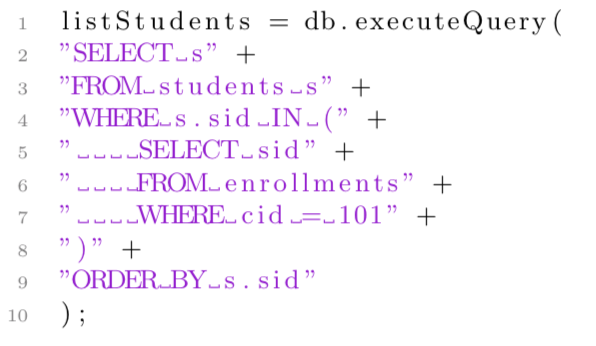 1 listStudents = db.executeQuery(
2 "SELECT␣s" +
3 "FROM␣students␣s" +
4 "WHERE␣s.sid␣IN␣(" +
5 "␣␣␣␣SELECT␣sid" +
6 "␣␣␣␣FROM␣enrollments" +
7 "␣␣␣␣WHERE␣cid␣=␣101" +
8 ")" +
9 "ORDER␣BY␣s.sid"
10 );